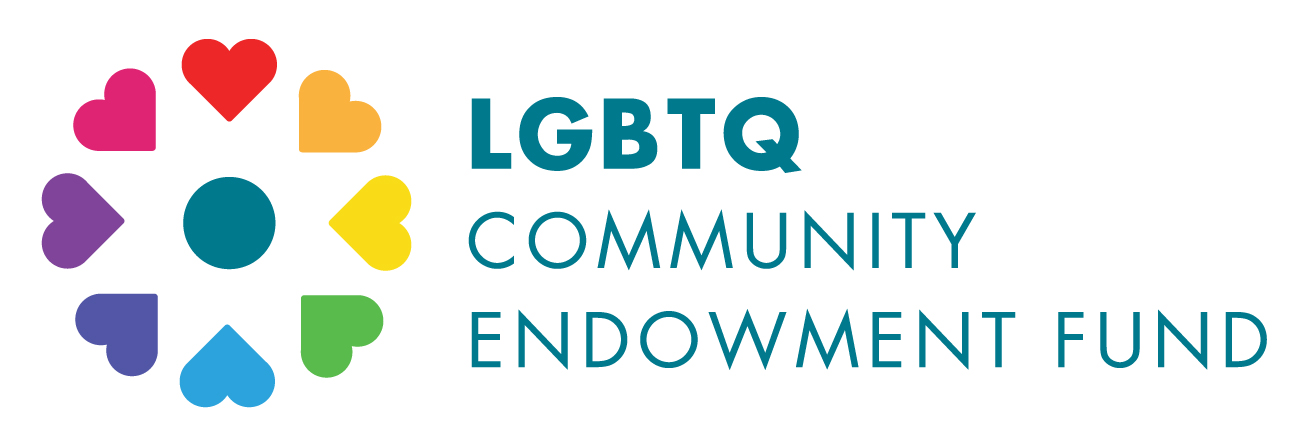 LGBTQ
COMMUNITY
ENDOWMENT FUND